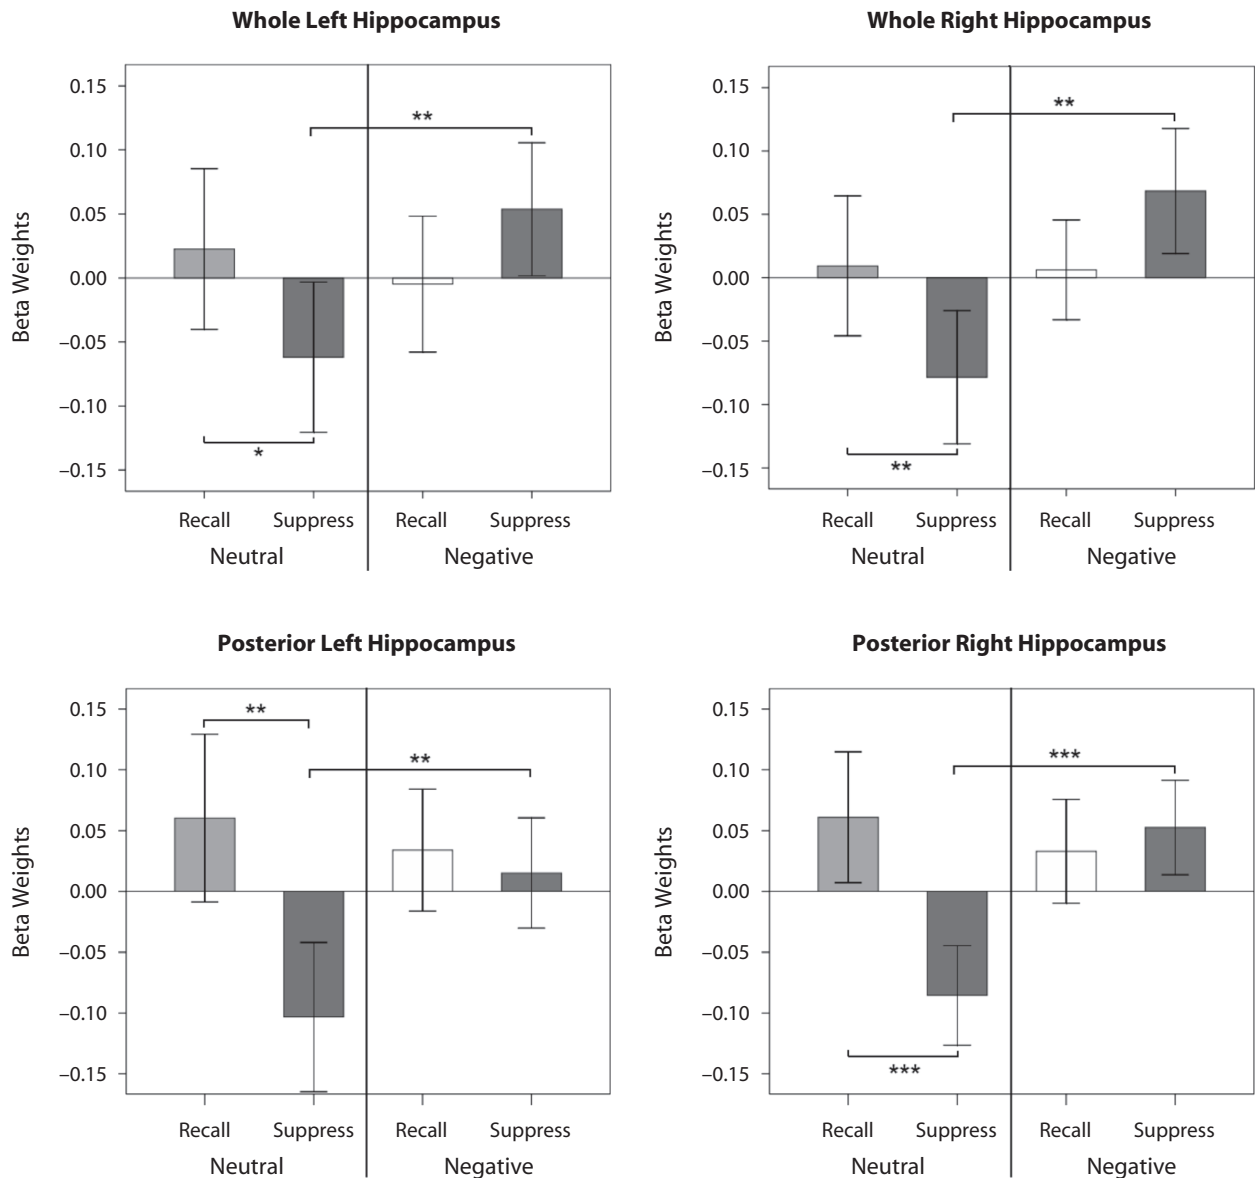 Whole Left Hippocampus
Beta Weights
0.15
0.10
0.05
0.00
–0.05
–0.10
–0.15
**
*
Recall Suppress Recall Suppress
Neutral Negative
Whole Right Hippocampus
Beta Weights
0.15
0.10
0.05
0.00
–0.05
–0.10
–0.15
**
**
Recall Suppress Recall Suppress
Neutral Negative
Posterior Left Hippocampus
Beta Weights
0.15
0.10
0.05
0.00
–0.05
–0.10
–0.15
**
**
Recall Suppress Recall Suppress
Neutral Negative
Posterior Right Hippocampus
Beta Weights
0.15
0.10
0.05
0.00
–0.05
–0.10
–0.15
***
***
Recall Suppress Recall Suppress
Neutral Negative